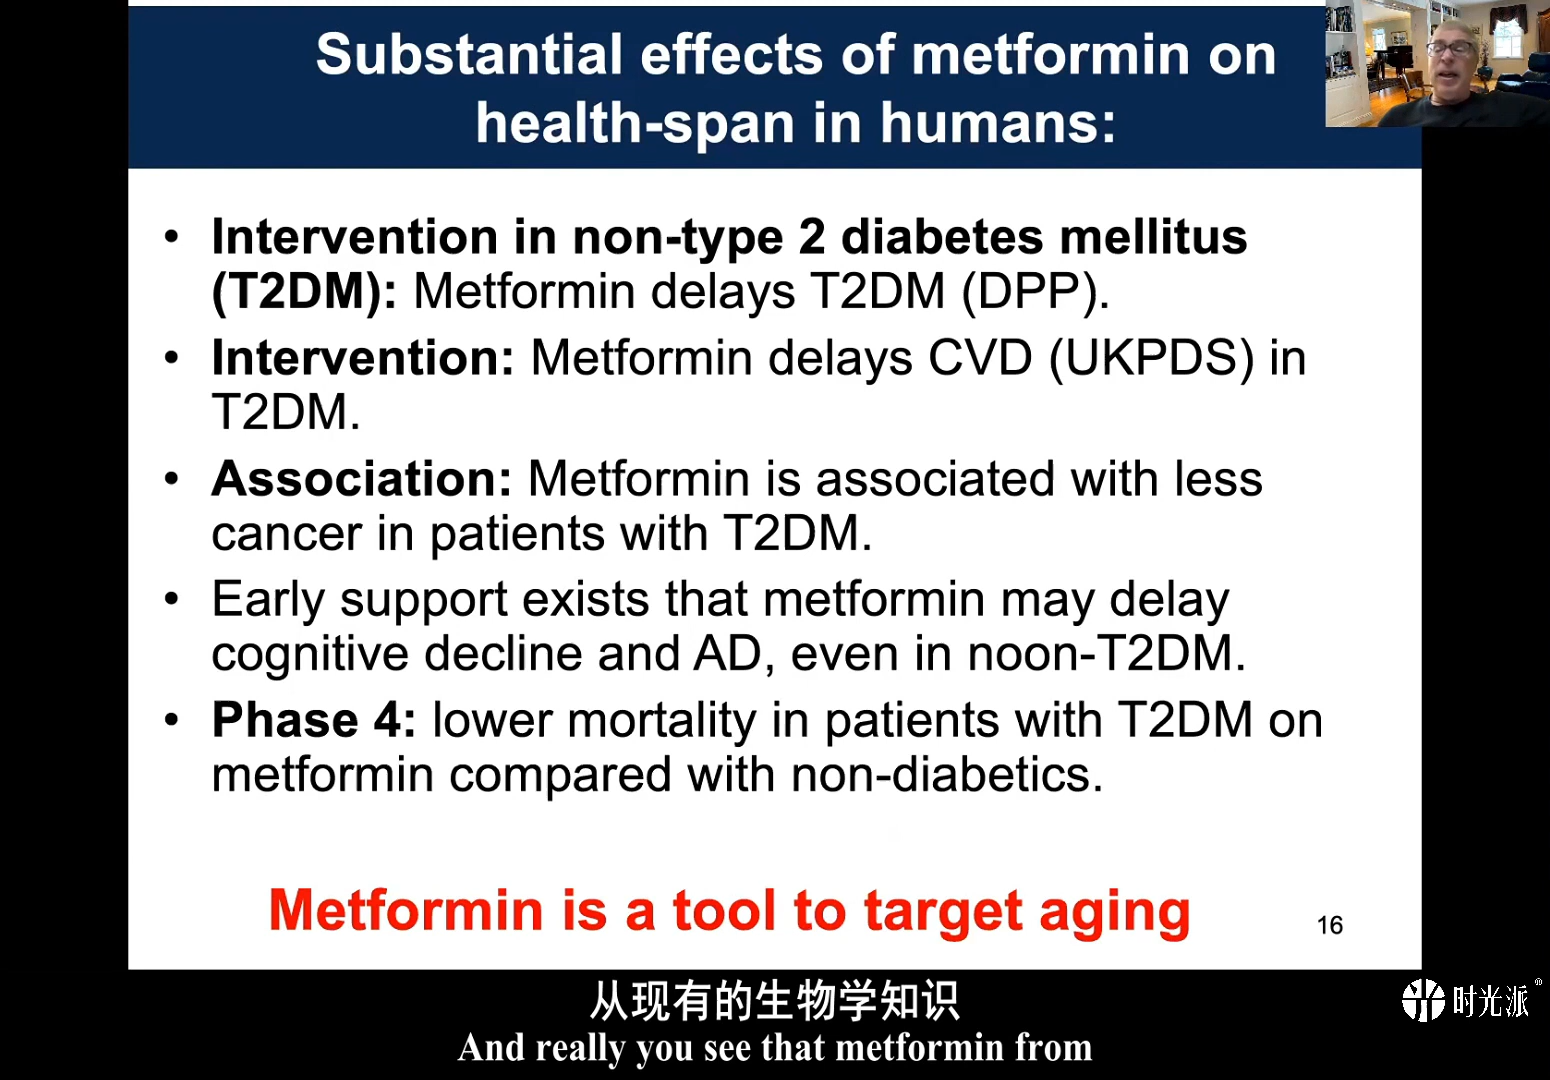 Substantial effects of metformin on
health-span in humans:
• Intervention in non-type 2 diabetes mellitus
(T2DM): Metformin delays T2DM (DPP).
• Intervention: Metformin delays CVD (UKPDS) in
T2DM.
• Association: Metformin is associated with less
cancer in patients with T2DM.
• Early support exists that metformin may delay
cognitive decline and AD, even in noon-T2DM.
• Phase 4: lower mortality in patients with T2DM on
metformin compared with non-diabetics.
Metformin is a tool to target aging
16
从现有的生物学知识
And really you see that metformin from
时光派®